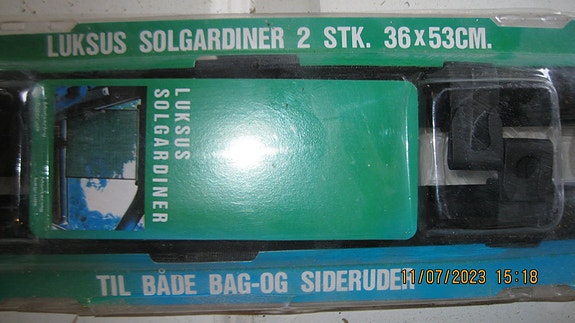 LUKSUS SOLGARDINER 2 STK. 36x53CM.
LUKSUS
SOLGARDINER
TIL BÅDE BAG-OG SIDERUDER
11/07/2023 15:18